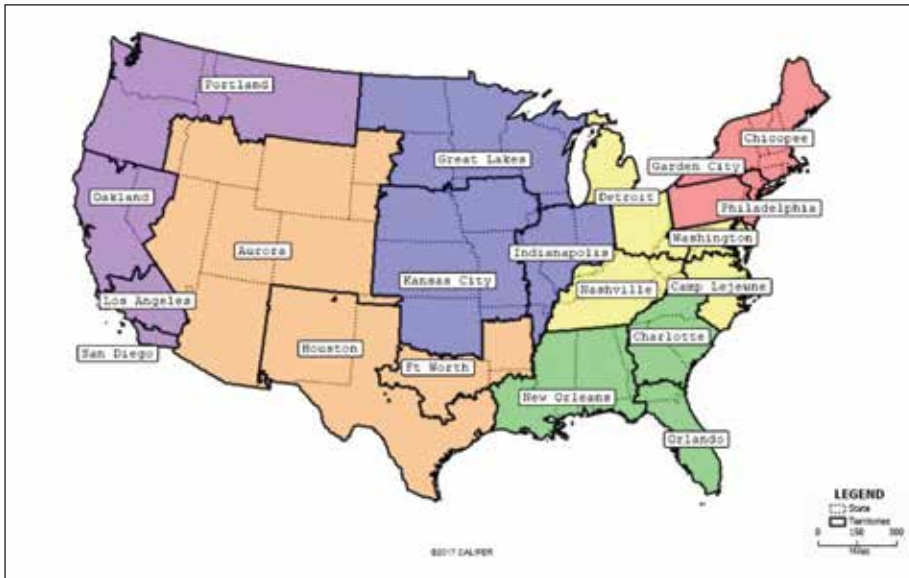 Portland
Chicopee
Great Lakes
Garden City
Oakland
Detroit
Philadelphia
Washington
Aurora
Indianapolis
Kansas City
Nashville
Camp Lejeune
Los Angeles
Charlotte
San Diego
Houston
Ft Worth
New Orleans
Orlando
LEGEND
State
Territories
0 150 300
Miles
©2017 CALIPER